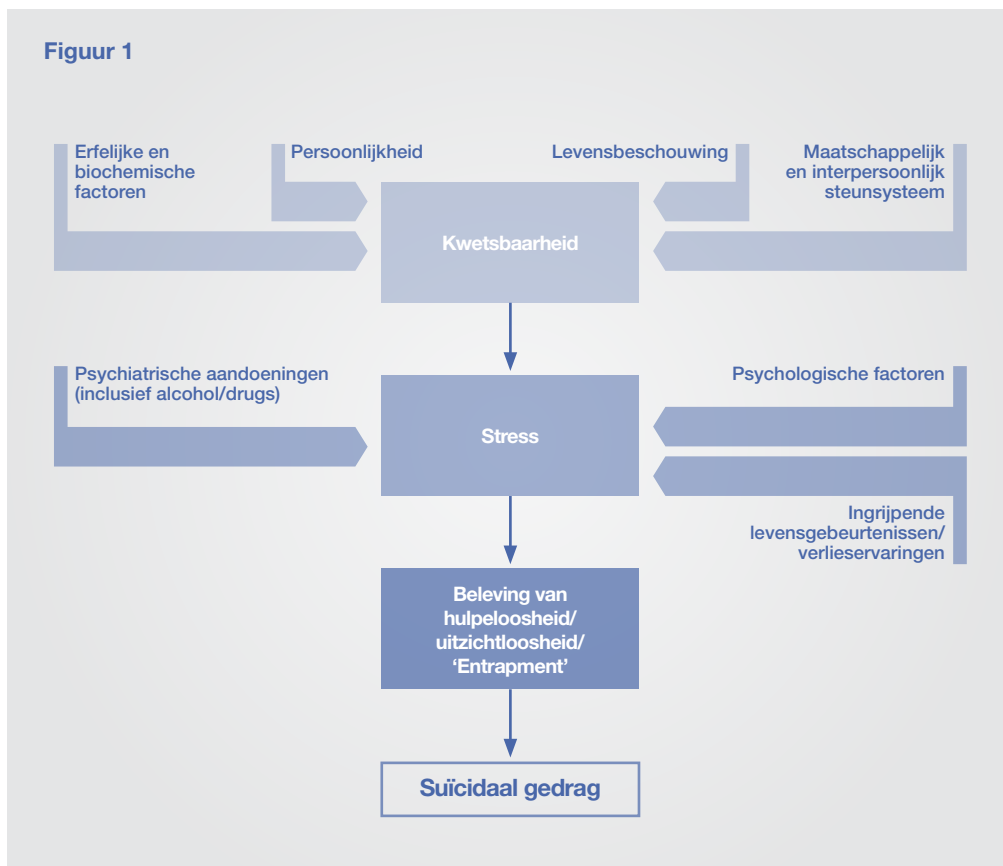 Figuur 1
Erfelijke en
biochemische
factoren
Persoonlijkheid
Levensbeschouwing
Maatschappelijk
en interpersoonlijk
steunsysteem
Kwetsbaarheid
Psychiatrische aandoeningen
(inclusief alcohol/drugs)
Psychologische factoren
Stress
Ingrijpende
levensgebeurtenissen/
verlieservaringen
Beleving van
hulpeloosheid/
uitzichtloosheid/
‘Entrapment’
Suïcidaal gedrag